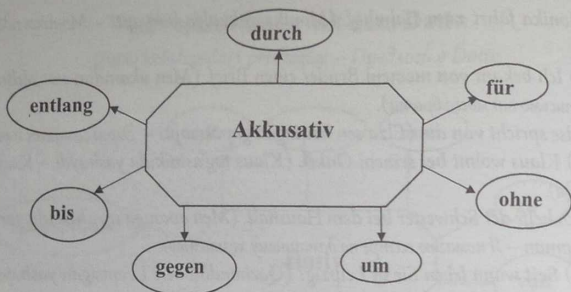 durch
entlang
für
Akkusativ
bis
ohne
gegen
um